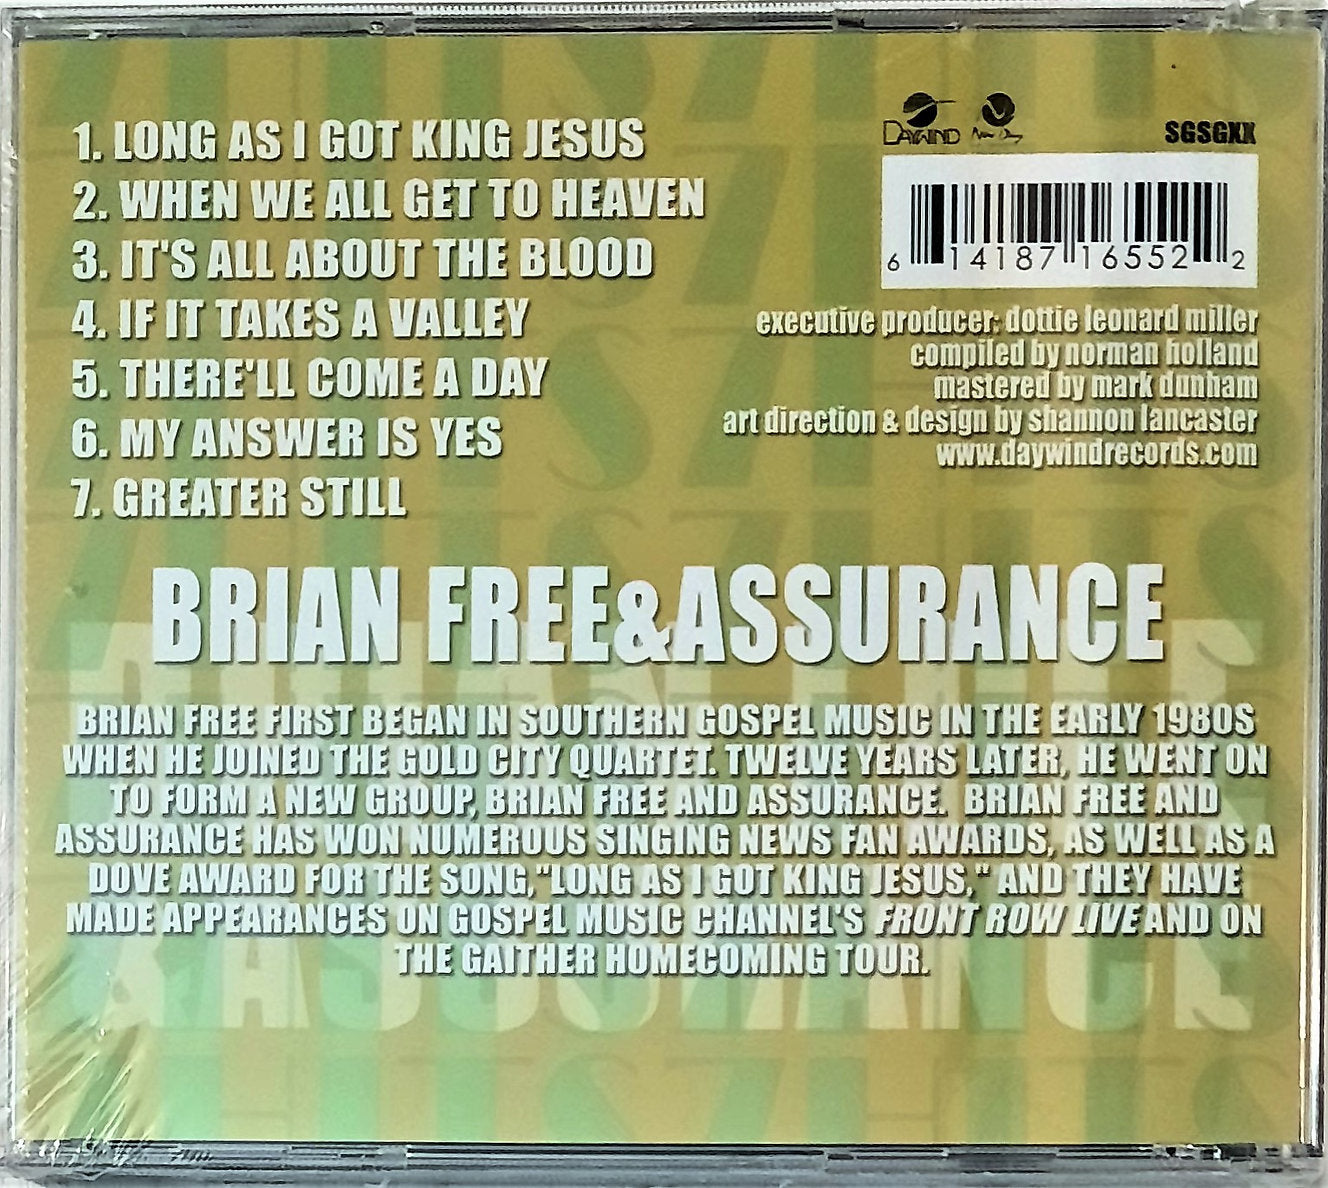 1. LONG AS I GOT KING JESUS
2. WHEN WE ALL GET TO HEAVEN
3. IT'S ALL ABOUT THE BLOOD
4. IF IT TAKES A VALLEY
5. THERE'LL COME A DAY
6. MY ANSWER IS YES
7. GREATER STILL
DAYWIND New Day
SGSGXX
6 14187 16552 2
executive producer: dottie leonard miller
compiled by norman holland
mastered by mark dunham
art direction & design by shannon lancaster
www.daywindrecords.com
BRIAN FREE&ASSURANCE
BRIAN FREE FIRST BEGAN IN SOUTHERN GOSPEL MUSIC IN THE EARLY 1980S
WHEN HE JOINED THE GOLD CITY QUARTET. TWELVE YEARS LATER, HE WENT ON
TO FORM A NEW GROUP, BRIAN FREE AND ASSURANCE. BRIAN FREE AND
ASSURANCE HAS WON NUMEROUS SINGING NEWS FAN AWARDS, AS WELL AS A
DOVE AWARD FOR THE SONG,"LONG AS I GOT KING JESUS," AND THEY HAVE
MADE APPEARANCES ON GOSPEL MUSIC CHANNEL'S FRONT ROW LIVE AND ON
THE GAITHER HOMECOMING TOUR.